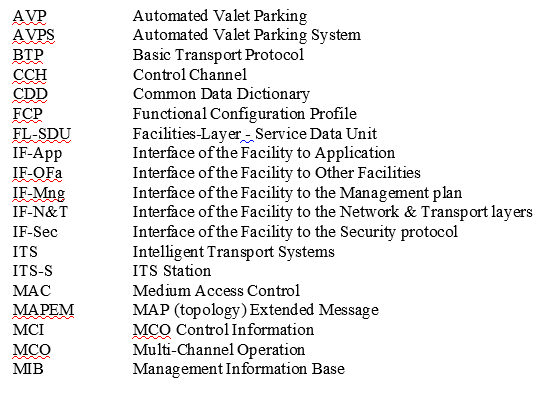 AVP Automated Valet Parking
AVPS Automated Valet Parking System
BTP Basic Transport Protocol
CCH Control Channel
CDD Common Data Dictionary
FCP Functional Configuration Profile
FL-SDU Facilities-Layer - Service Data Unit
IF-App Interface of the Facility to Application
IF-OFa Interface of the Facility to Other Facilities
IF-Mng Interface of the Facility to the Management plan
IF-N&T Interface of the Facility to the Network & Transport layers
IF-Sec Interface of the Facility to the Security protocol
ITS Intelligent Transport Systems
ITS-S ITS Station
MAC Medium Access Control
MAPEM MAP (topology) Extended Message
MCI MCO Control Information
MCO Multi-Channel Operation
MIB Management Information Base